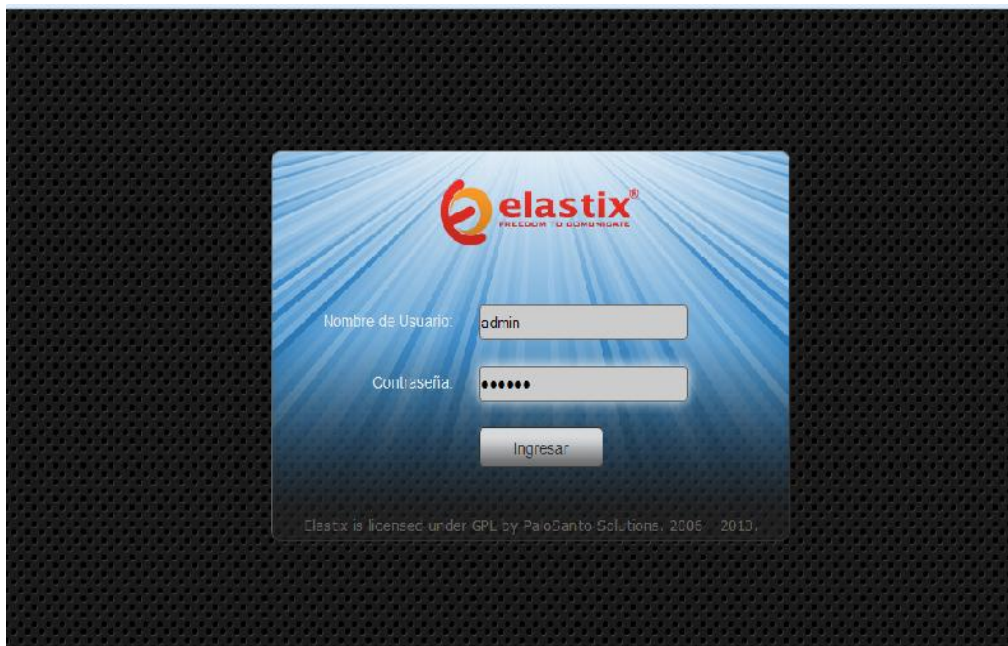 elastix®
FREEDOM TO COMUNICATE
Nombre de Usuario: admin
Contraseña: ●●●●●●
Ingresar
Elastix is licensed under GPL by PaloSanto Solutions. 2006 - 2013.